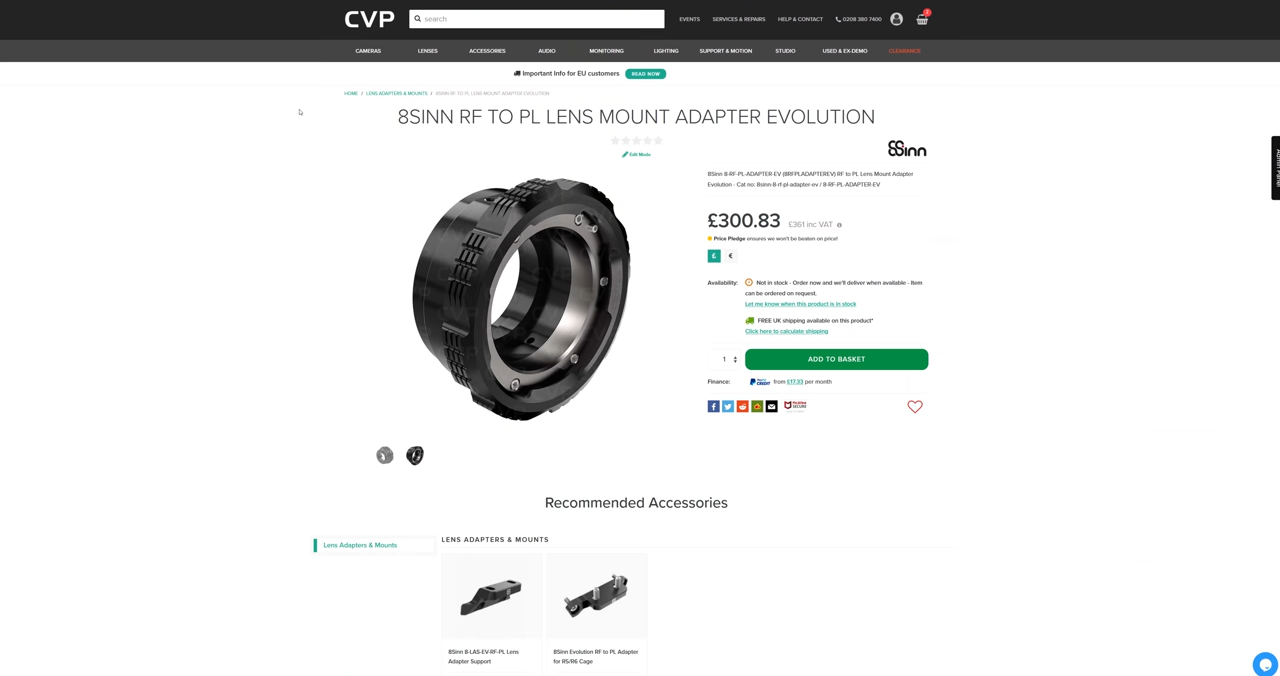 CVP
search
EVENTS
SERVICES & REPAIRS
HELP & CONTACT
0208 380 7400
2
CAMERAS
LENSES
ACCESSORIES
AUDIO
MONITORING
LIGHTING
SUPPORT & MOTION
STUDIO
USED & EX-DEMO
CLEARANCE
Important Info for EU customers
READ NOW
HOME / LENS ADAPTERS & MOUNTS / 8SINN RF TO PL LENS MOUNT ADAPTER EVOLUTION
8SINN RF TO PL LENS MOUNT ADAPTER EVOLUTION
Edit Mode
8Sinn
8Sinn 8-RF-PL-ADAPTER-EV (8RFPLADAPTEREV) RF to PL Lens Mount Adapter
Evolution - Cat no: 8sinn-8-rf-pl-adapter-ev / 8-RF-PL-ADAPTER-EV
£300.83 £361 inc VAT
Price Pledge ensures we won't be beaten on price!
£ €
Availability: Not in stock - Order now and we'll deliver when available - Item
can be ordered on request.
Let me know when this product is in stock
FREE UK shipping available on this product*
Click here to calculate shipping
1
ADD TO BASKET
Finance: CREDIT from £17.33 per month
McAfee
SECURE
Recommended Accessories
Lens Adapters & Mounts
LENS ADAPTERS & MOUNTS
8Sinn 8-LAS-EV-RF-PL Lens
Adapter Support
8Sinn Evolution RF to PL Adapter
for R5/R6 Cage